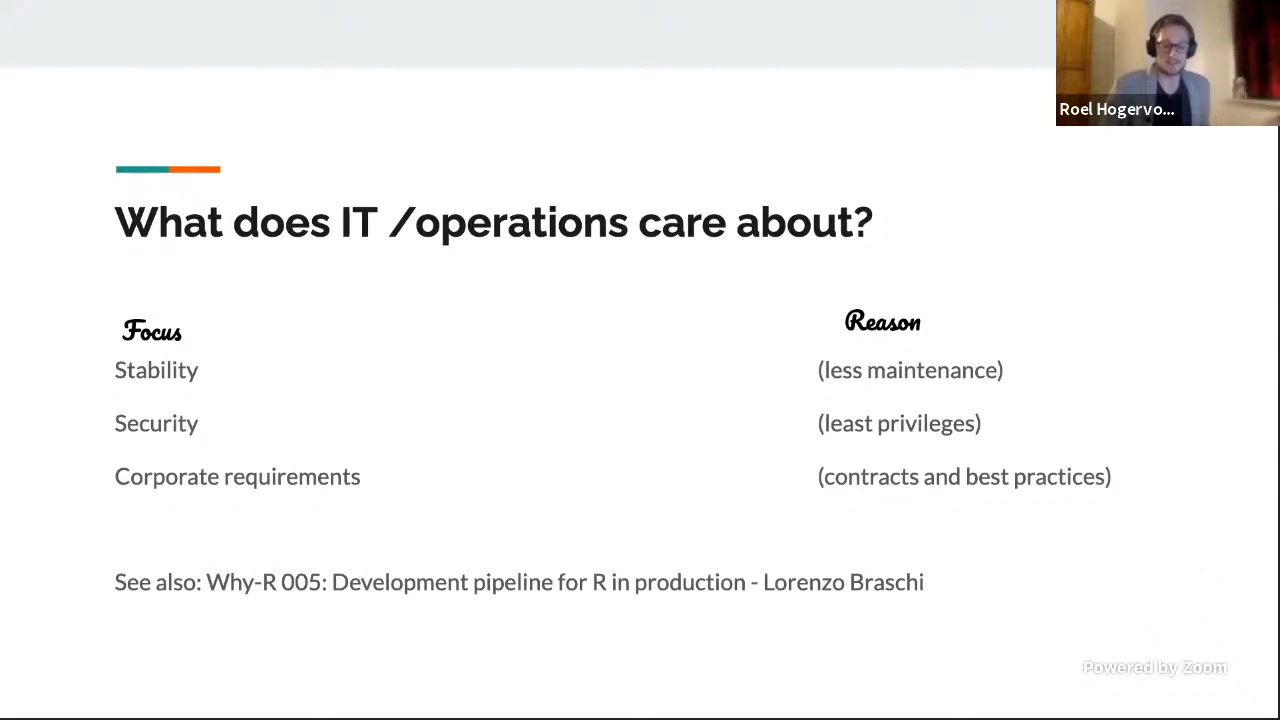 Roel Hogervo...
What does IT /operations care about?
Focus
Reason
Stability
(less maintenance)
Security
(least privileges)
Corporate requirements
(contracts and best practices)
See also: Why-R 005: Development pipeline for R in production - Lorenzo Braschi
Powered by Zoom